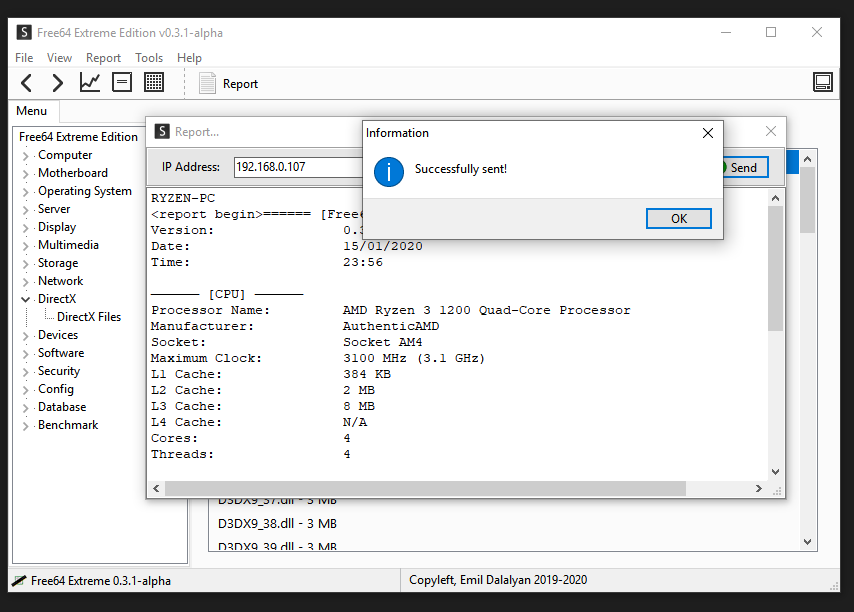 S Free64 Extreme Edition v0.3.1-alpha
File View Report Tools Help
Report
Menu
Free64 Extreme Edition
Computer
Motherboard
Operating System
Server
Display
Multimedia
Storage
Network
DirectX
DirectX Files
Devices
Software
Security
Config
Database
Benchmark
S Report...
IP Address: 192.168.0.107
Send
Information
Successfully sent!
OK
RYZEN-PC
<report begin>====== [Free
Version: 0.3
Date: 15/01/2020
Time: 23:56
—————— [CPU] ——————
Processor Name: AMD Ryzen 3 1200 Quad-Core Processor
Manufacturer: AuthenticAMD
Socket: Socket AM4
Maximum Clock: 3100 MHz (3.1 GHz)
L1 Cache: 384 KB
L2 Cache: 2 MB
L3 Cache: 8 MB
L4 Cache: N/A
Cores: 4
Threads: 4
D3DX9_37.dll - 3 MB
D3DX9_38.dll - 3 MB
D3DX9_39.dll - 3 MB
Free64 Extreme 0.3.1-alpha
Copyleft, Emil Dalalyan 2019-2020